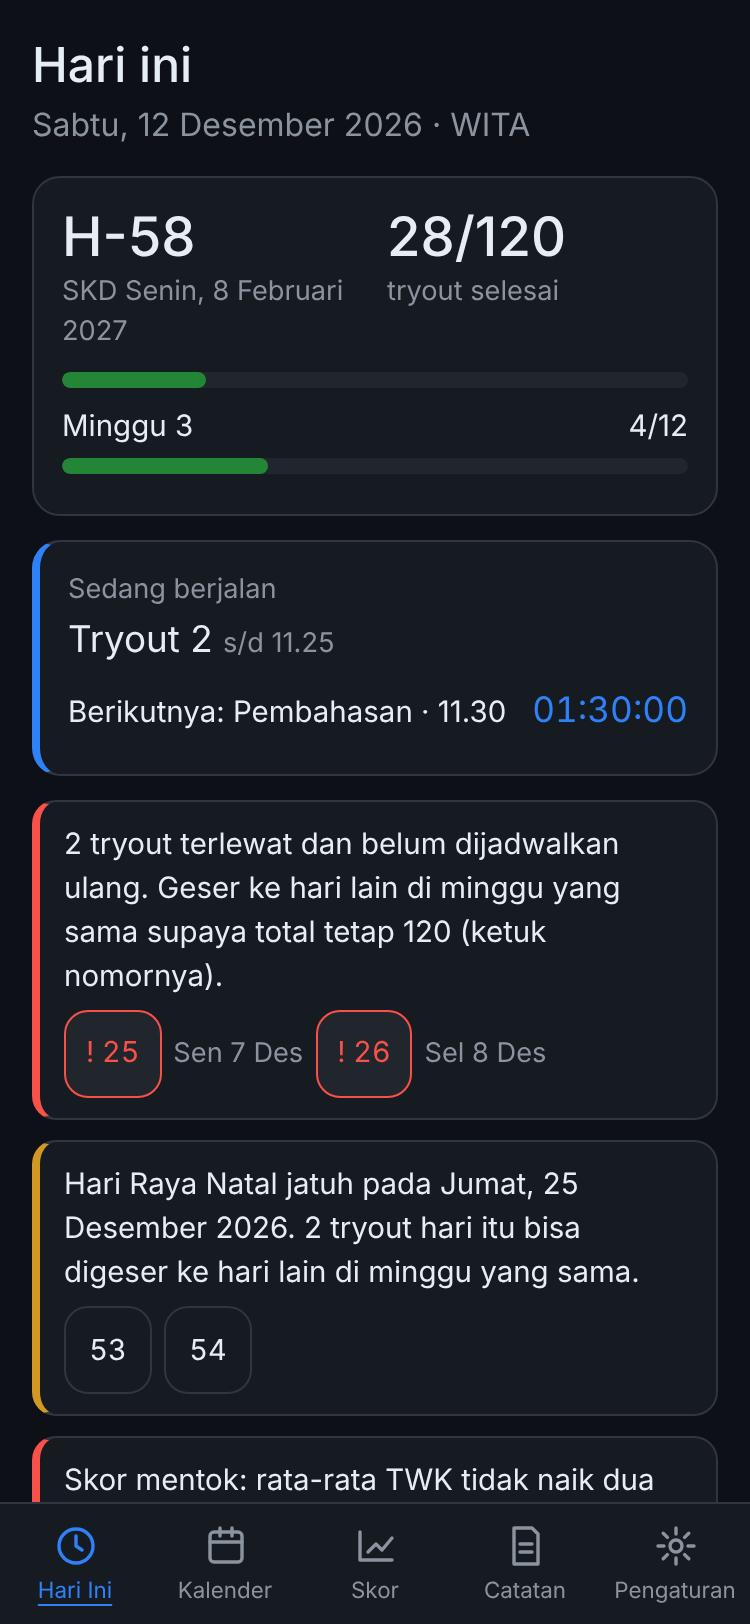 Hari ini
Sabtu, 12 Desember 2026 · WITA
H-58
SKD Senin, 8 Februari
2027
28/120
tryout selesai
Minggu 3
4/12
Sedang berjalan
Tryout 2 s/d 11.25
Berikutnya: Pembahasan · 11.30
01:30:00
2 tryout terlewat dan belum dijadwalkan
ulang. Geser ke hari lain di minggu yang
sama supaya total tetap 120 (ketuk
nomornya).
! 25 Sen 7 Des ! 26 Sel 8 Des
Hari Raya Natal jatuh pada Jumat, 25
Desember 2026. 2 tryout hari itu bisa
digeser ke hari lain di minggu yang sama.
53 54
Skor mentok: rata-rata TWK tidak naik dua
Hari Ini
Kalender
Skor
Catatan
Pengaturan